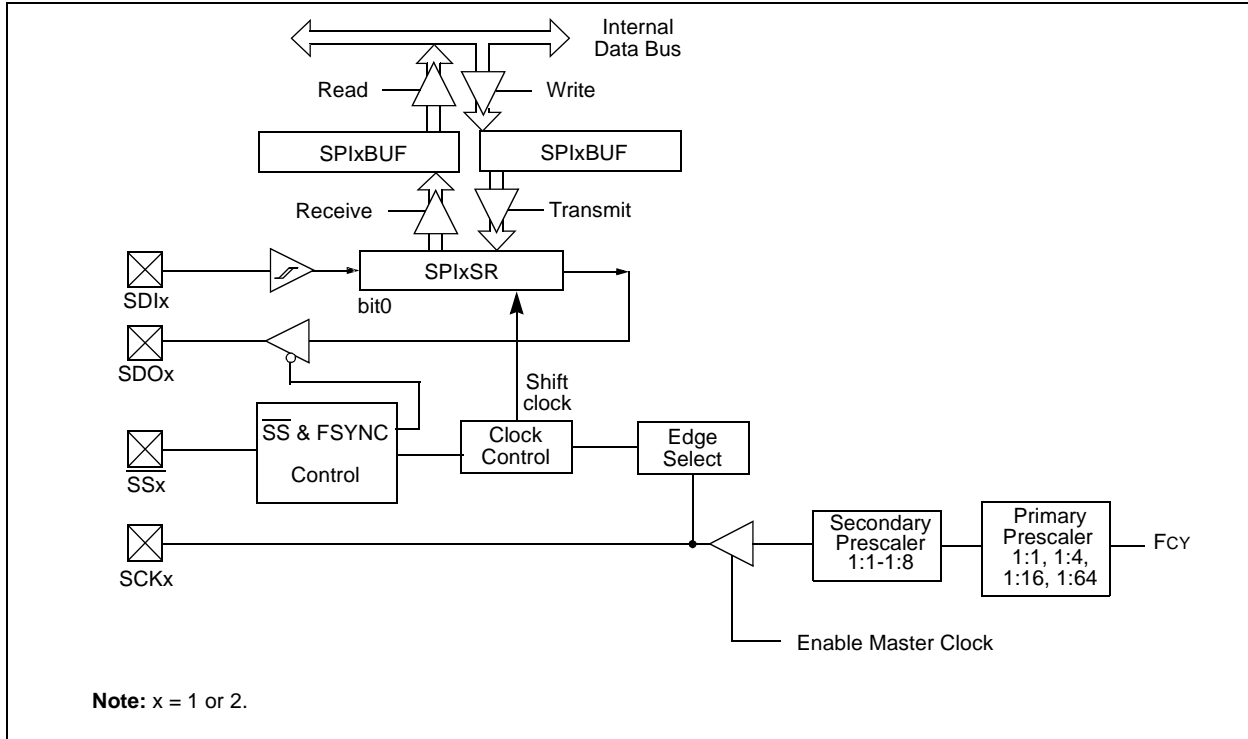 Internal
Data Bus
Read
Write
SPIxBUF
SPIxBUF
Receive
Transmit
SPIxSR
SDIx
bit0
SDOx
Shift
clock
SS & FSYNC
Control
Clock
Control
Edge
Select
SSx
Secondary
Prescaler
1:1-1:8
Primary
Prescaler
1:1, 1:4,
1:16, 1:64
FCY
SCKx
Enable Master Clock
Note: x = 1 or 2.